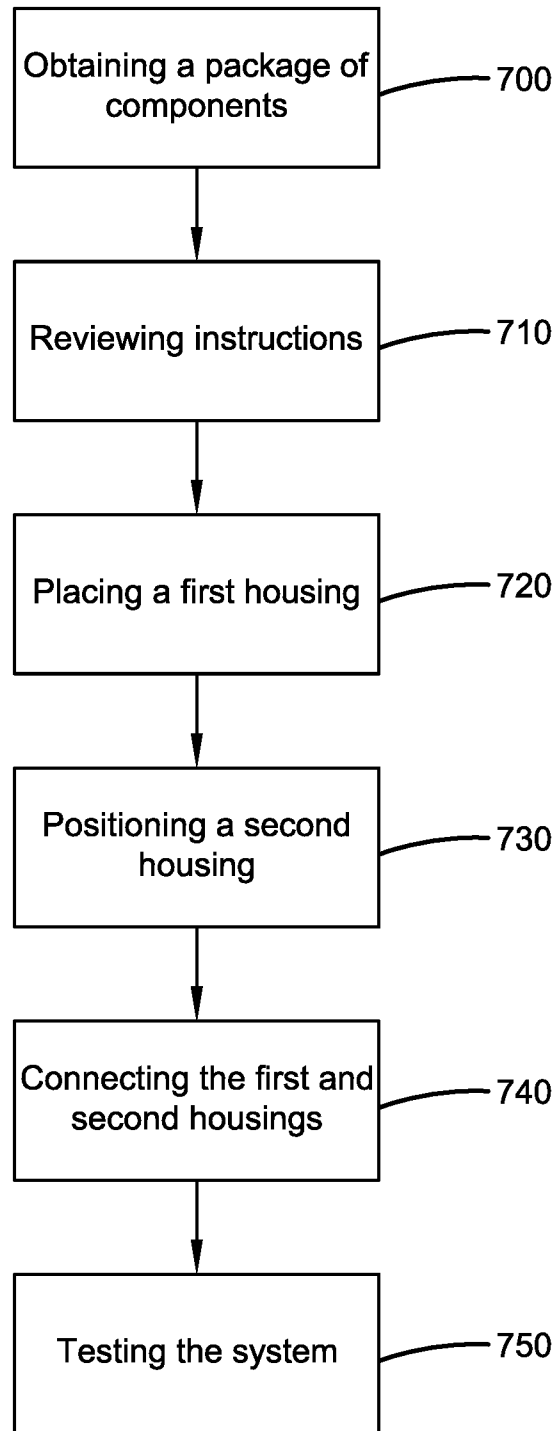 Obtaining a package of
components
700
Reviewing instructions
710
Placing a first housing
720
Positioning a second
housing
730
Connecting the first and
second housings
740
Testing the system
750